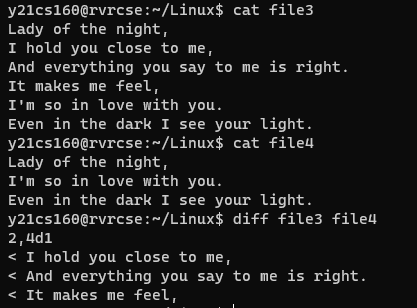 y21cs160@rvrcse:~/Linux$ cat file3
Lady of the night,
I hold you close to me,
And everything you say to me is right.
It makes me feel,
I'm so in love with you.
Even in the dark I see your light.
y21cs160@rvrcse:~/Linux$ cat file4
Lady of the night,
I'm so in love with you.
Even in the dark I see your light.
y21cs160@rvrcse:~/Linux$ diff file3 file4
2,4d1
< I hold you close to me,
< And everything you say to me is right.
< It makes me feel,